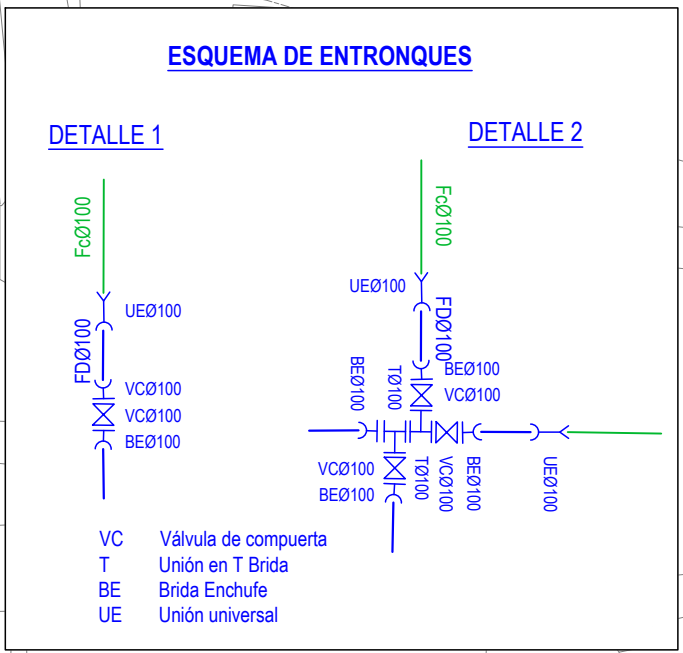 ESQUEMA DE ENTRONQUES
DETALLE 1
FcØ100
UEØ100
FDØ100
VCØ100
VCØ100
BEØ100
DETALLE 2
FcØ100
UEØ100
FDØ100
BEØ100
VCØ100
BEØ100
TØ100
VCØ100
BEØ100
TØ100
VCØ100
BEØ100
UEØ100
VC Válvula de compuerta
T Unión en T Brida
BE Brida Enchufe
UE Unión universal